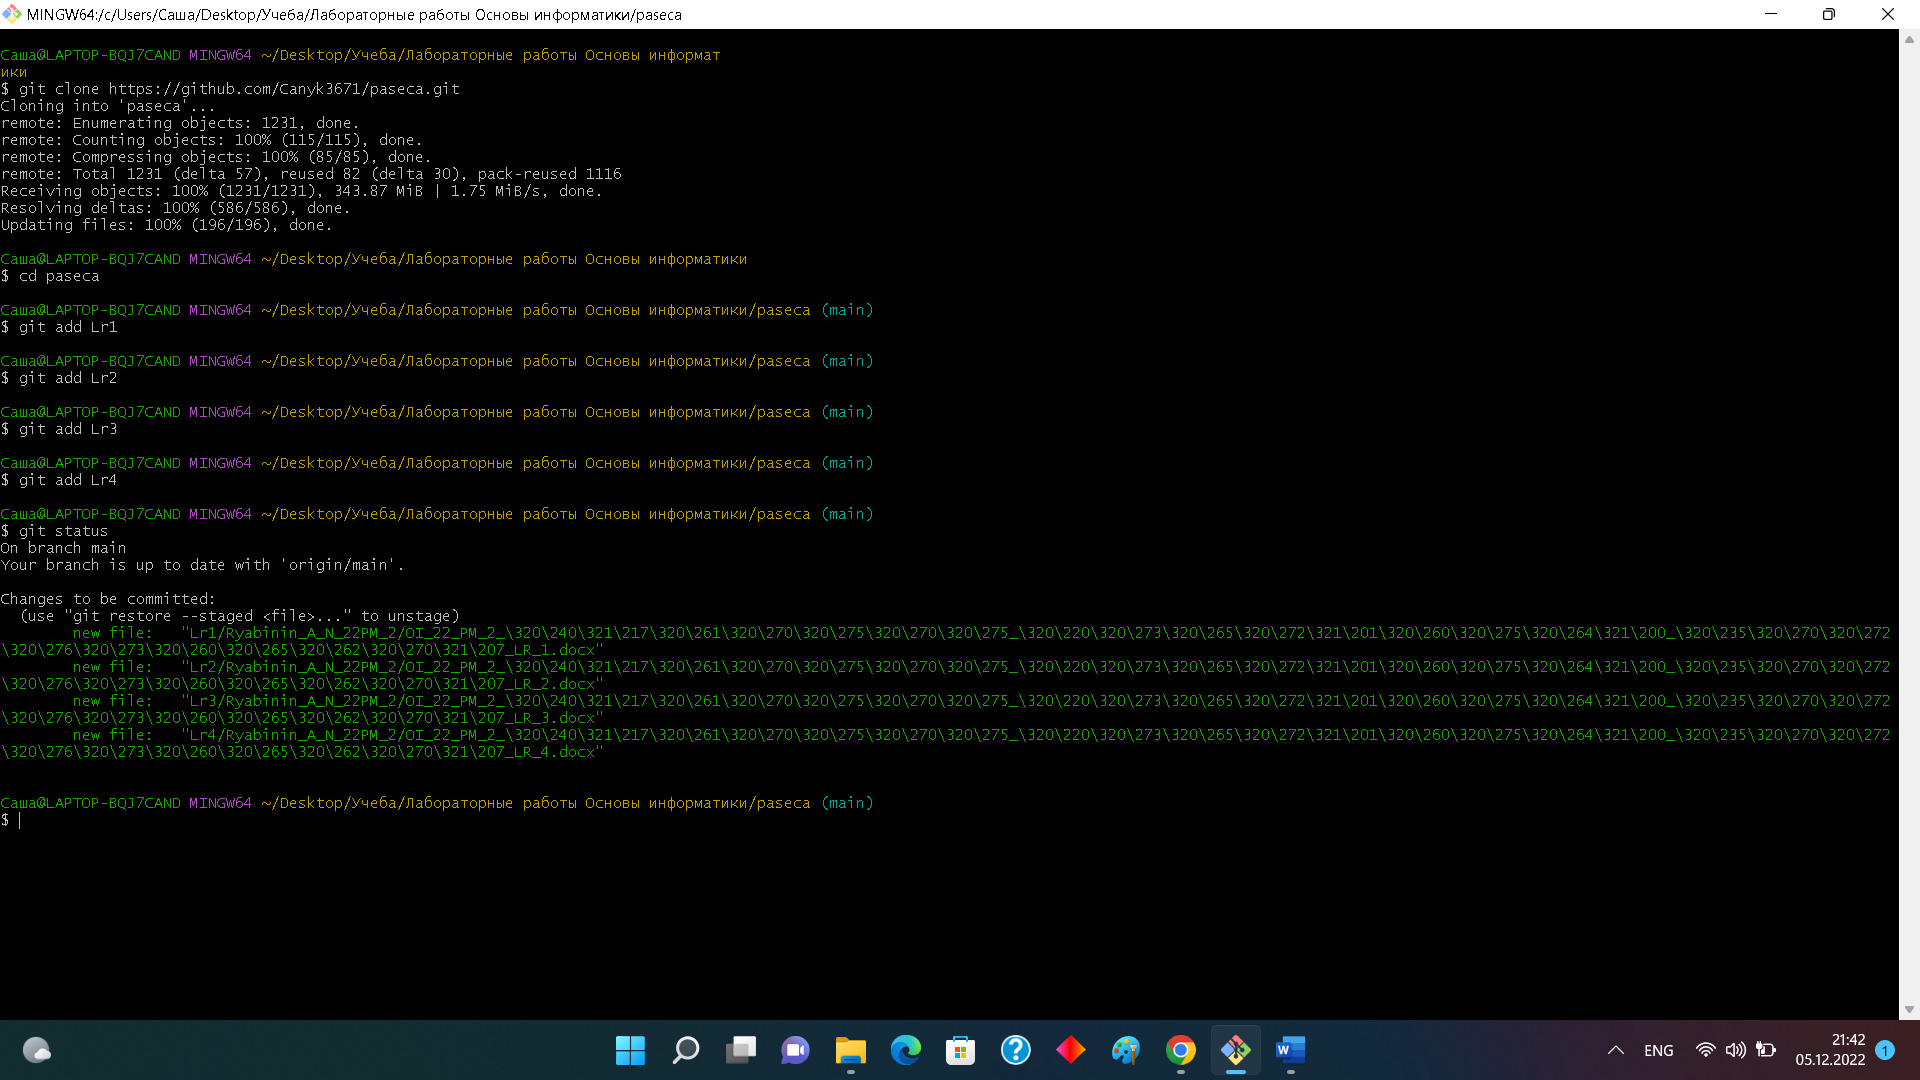 MINGW64:/c/Users/Саша/Desktop/Учеба/Лабораторные работы Основы информатики/paseca
Саша@LAPTOP-BQJ7CAND MINGW64 ~/Desktop/Учеба/Лабораторные работы Основы информат
ики
$ git clone https://github.com/Canyk3671/paseca.git
Cloning into 'paseca'...
remote: Enumerating objects: 1231, done.
remote: Counting objects: 100% (115/115), done.
remote: Compressing objects: 100% (85/85), done.
remote: Total 1231 (delta 57), reused 82 (delta 30), pack-reused 1116
Receiving objects: 100% (1231/1231), 343.87 MiB | 1.75 MiB/s, done.
Resolving deltas: 100% (586/586), done.
Updating files: 100% (196/196), done.
Саша@LAPTOP-BQJ7CAND MINGW64 ~/Desktop/Учеба/Лабораторные работы Основы информатики
$ cd paseca
Саша@LAPTOP-BQJ7CAND MINGW64 ~/Desktop/Учеба/Лабораторные работы Основы информатики/paseca (main)
$ git add Lr1
Саша@LAPTOP-BQJ7CAND MINGW64 ~/Desktop/Учеба/Лабораторные работы Основы информатики/paseca (main)
$ git add Lr2
Саша@LAPTOP-BQJ7CAND MINGW64 ~/Desktop/Учеба/Лабораторные работы Основы информатики/paseca (main)
$ git add Lr3
Саша@LAPTOP-BQJ7CAND MINGW64 ~/Desktop/Учеба/Лабораторные работы Основы информатики/paseca (main)
$ git add Lr4
Саша@LAPTOP-BQJ7CAND MINGW64 ~/Desktop/Учеба/Лабораторные работы Основы информатики/paseca (main)
$ git status
On branch main
Your branch is up to date with 'origin/main'.
Changes to be committed:
(use "git restore --staged <file>..." to unstage)
new file:   "Lr1/Ryabinin_A_N_22PM_2/OI_22_PM_2_\320\240\321\217\320\261\320\270\320\275\320\270\320\275_\320\220\320\273\320\265\320\272\321\201\320\260\320\275\320\264\321\200_\320\235\320\270\320\272
\320\276\320\273\320\260\320\265\320\262\320\270\321\207_LR_1.docx"
new file:   "Lr2/Ryabinin_A_N_22PM_2/OI_22_PM_2_\320\240\321\217\320\261\320\270\320\275\320\270\320\275_\320\220\320\273\320\265\320\272\321\201\320\260\320\275\320\264\321\200_\320\235\320\270\320\272
\320\276\320\273\320\260\320\265\320\262\320\270\321\207_LR_2.docx"
new file:   "Lr3/Ryabinin_A_N_22PM_2/OI_22_PM_2_\320\240\321\217\320\261\320\270\320\275\320\270\320\275_\320\220\320\273\320\265\320\272\321\201\320\260\320\275\320\264\321\200_\320\235\320\270\320\272
\320\276\320\273\320\260\320\265\320\262\320\270\321\207_LR_3.docx"
new file:   "Lr4/Ryabinin_A_N_22PM_2/OI_22_PM_2_\320\240\321\217\320\261\320\270\320\275\320\270\320\275_\320\220\320\273\320\265\320\272\321\201\320\260\320\275\320\264\321\200_\320\235\320\270\320\272
\320\276\320\273\320\260\320\265\320\262\320\270\321\207_LR_4.docx"
Саша@LAPTOP-BQJ7CAND MINGW64 ~/Desktop/Учеба/Лабораторные работы Основы информатики/paseca (main)
$
ENG
21:42
05.12.2022
1